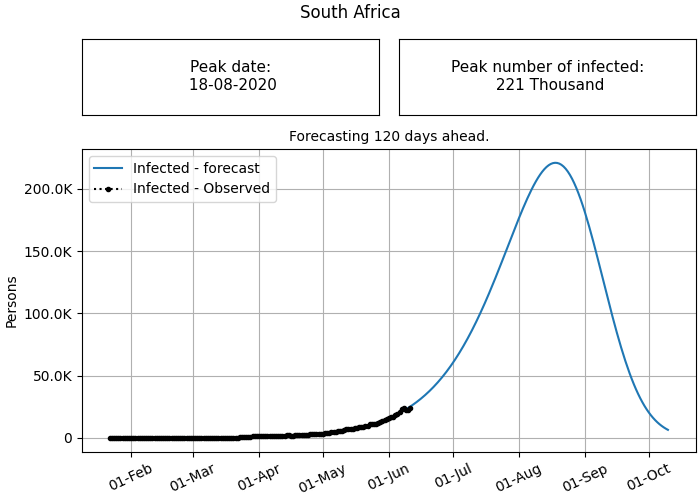 South Africa
Peak date:
18-08-2020
Peak number of infected:
221 Thousand
Forecasting 120 days ahead.
Infected - forecast
Infected - Observed
Persons
200.0K
150.0K
100.0K
50.0K
0
01-Feb
01-Mar
01-Apr
01-May
01-Jun
01-Jul
01-Aug
01-Sep
01-Oct